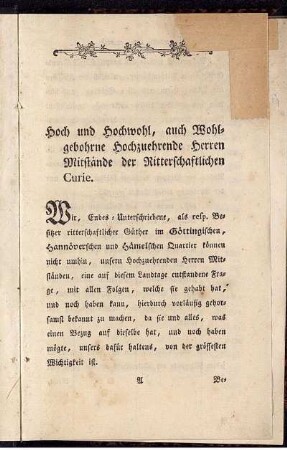 Hoch und Hochwohl, auch Wohl-
gebohrne Hochzuehrende Herren
Mitstände der Ritterschaftlichen
Curie.
Wir, Endes-Unterschriebene, als resp. Be-
sitzer ritterschaftlicher Güther im Göttingischen,
Hannöverschen und Hämelschen Quartier können
nicht umhin, unsern Hochzuehrenden Herren Mit-
ständen, eine auf diesem Landtage entstandene Fra-
ge, mit allen Folgen, welche sie gehabt hat,
und noch haben kann, hierdurch vorläufig gehor-
samst bekannt zu machen, da sie und alles, was
einen Bezug auf dieselbe hat, und noch haben
mögte, unsers dafür haltens, von der grössesten
Wichtigkeit ist.
A Be-